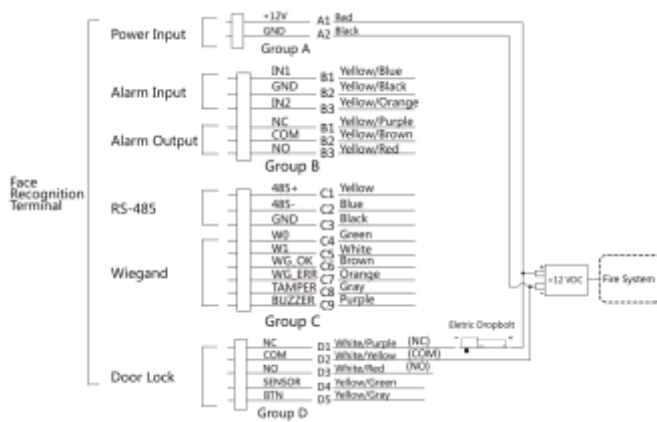 Face
Recognition
Terminal
Power Input
+12V A1 Red
GND A2 Black
Group A
Alarm Input
IN1 B1 Yellow/Blue
GND B2 Yellow/Black
IN2 B3 Yellow/Orange
Alarm Output
NC B1 Yellow/Purple
COM B2 Yellow/Brown
NO B3 Yellow/Red
Group B
RS-485
485+ C1 Yellow
485- C2 Blue
GND C3 Black
Wiegand
W0 C4 Green
W1 C5 White
WG_OK C6 Brown
WG_ERR C7 Orange
TAMPER C8 Gray
BUZZER C9 Purple
Group C
+12 VDC
Fire System
Eletric Dropbolt
Door Lock
NC D1 White/Purple (NC)
COM D2 White/Yellow (COM)
NO D3 White/Red (NO)
SENSOR D4 Yellow/Green
BTN D5 Yellow/Gray
Group D